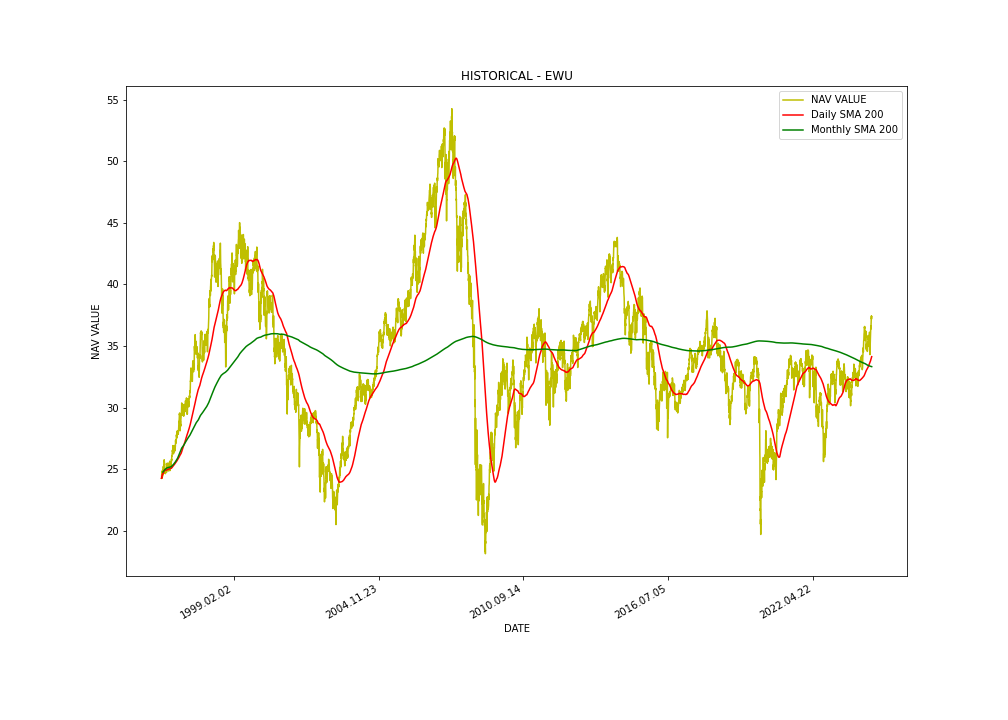 HISTORICAL - EWU
NAV VALUE
Daily SMA 200
Monthly SMA 200
55
50
45
40
35
30
25
20
NAV VALUE
1999.02.02
2004.11.23
2010.09.14
2016.07.05
2022.04.22
DATE